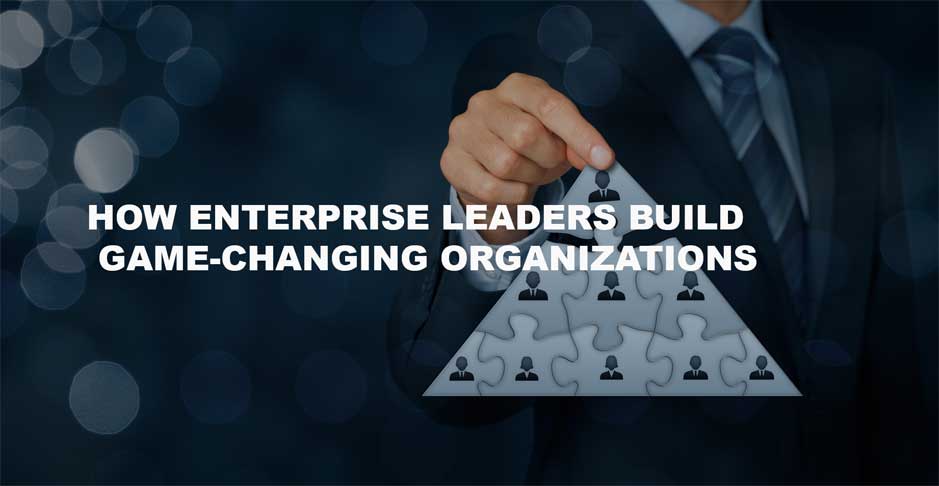 HOW ENTERPRISE LEADERS BUILD
GAME-CHANGING ORGANIZATIONS